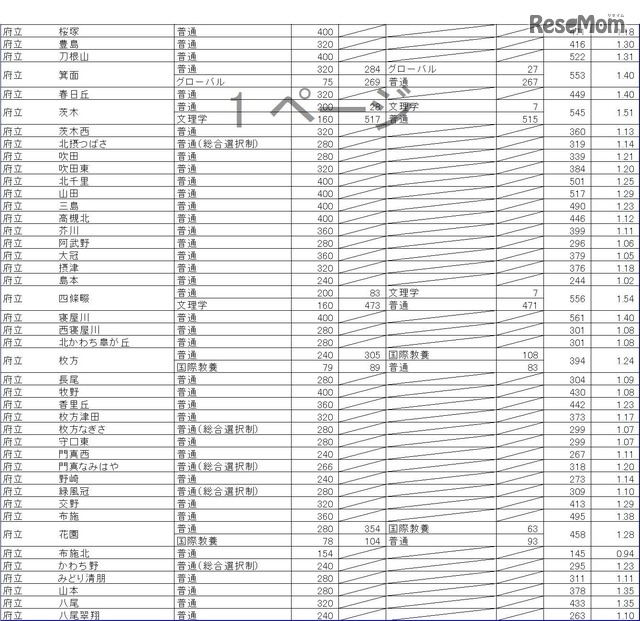 リセマム
ReseMom
1 ページ
府立 桜塚 普通 400 1.18
府立 豊島 普通 320 416 1.30
府立 刀根山 普通 400 522 1.31
府立 箕面 普通 320 284 グローバル 27 553 1.40
グローバル 75 269 普通 267
府立 春日丘 普通 320 449 1.40
府立 茨木 普通 200 28 文理学 7 545 1.51
文理学 160 517 普通 515
府立 茨木西 普通 320 360 1.13
府立 北摂つばさ 普通(総合選択制) 280 319 1.14
府立 吹田 普通 280 339 1.21
府立 吹田東 普通 320 384 1.20
府立 北千里 普通 400 501 1.25
府立 山田 普通 400 517 1.29
府立 三島 普通 400 490 1.23
府立 高槻北 普通 400 446 1.12
府立 芥川 普通 360 399 1.11
府立 阿武野 普通 280 296 1.06
府立 大冠 普通 360 379 1.05
府立 摂津 普通 320 376 1.18
府立 島本 普通 240 244 1.02
府立 四條畷 普通 200 83 文理学 7 556 1.54
文理学 160 473 普通 471
府立 寝屋川 普通 400 561 1.40
府立 西寝屋川 普通 280 301 1.08
府立 北かわち皐が丘 普通 280 301 1.08
府立 枚方 普通 240 305 国際教養 108 394 1.24
国際教養 79 89 普通 83
府立 長尾 普通 280 304 1.09
府立 牧野 普通 400 430 1.08
府立 香里丘 普通 360 442 1.23
府立 枚方津田 普通 320 373 1.17
府立 枚方なぎさ 普通(総合選択制) 280 299 1.07
府立 守口東 普通 280 299 1.07
府立 門真西 普通 240 267 1.11
府立 門真なみはや 普通(総合選択制) 266 318 1.20
府立 野崎 普通 240 273 1.14
府立 緑風冠 普通(総合選択制) 280 309 1.10
府立 交野 普通 320 413 1.29
府立 布施 普通 360 495 1.38
府立 花園 普通 280 354 国際教養 63 458 1.28
国際教養 78 104 普通 93
府立 布施北 普通 154 145 0.94
府立 かわち野 普通(総合選択制) 240 295 1.23
府立 みどり清朋 普通 280 311 1.11
府立 山本 普通 280 378 1.35
府立 八尾 普通 320 433 1.35
府立 八尾翠翔 普通 240 263 1.10